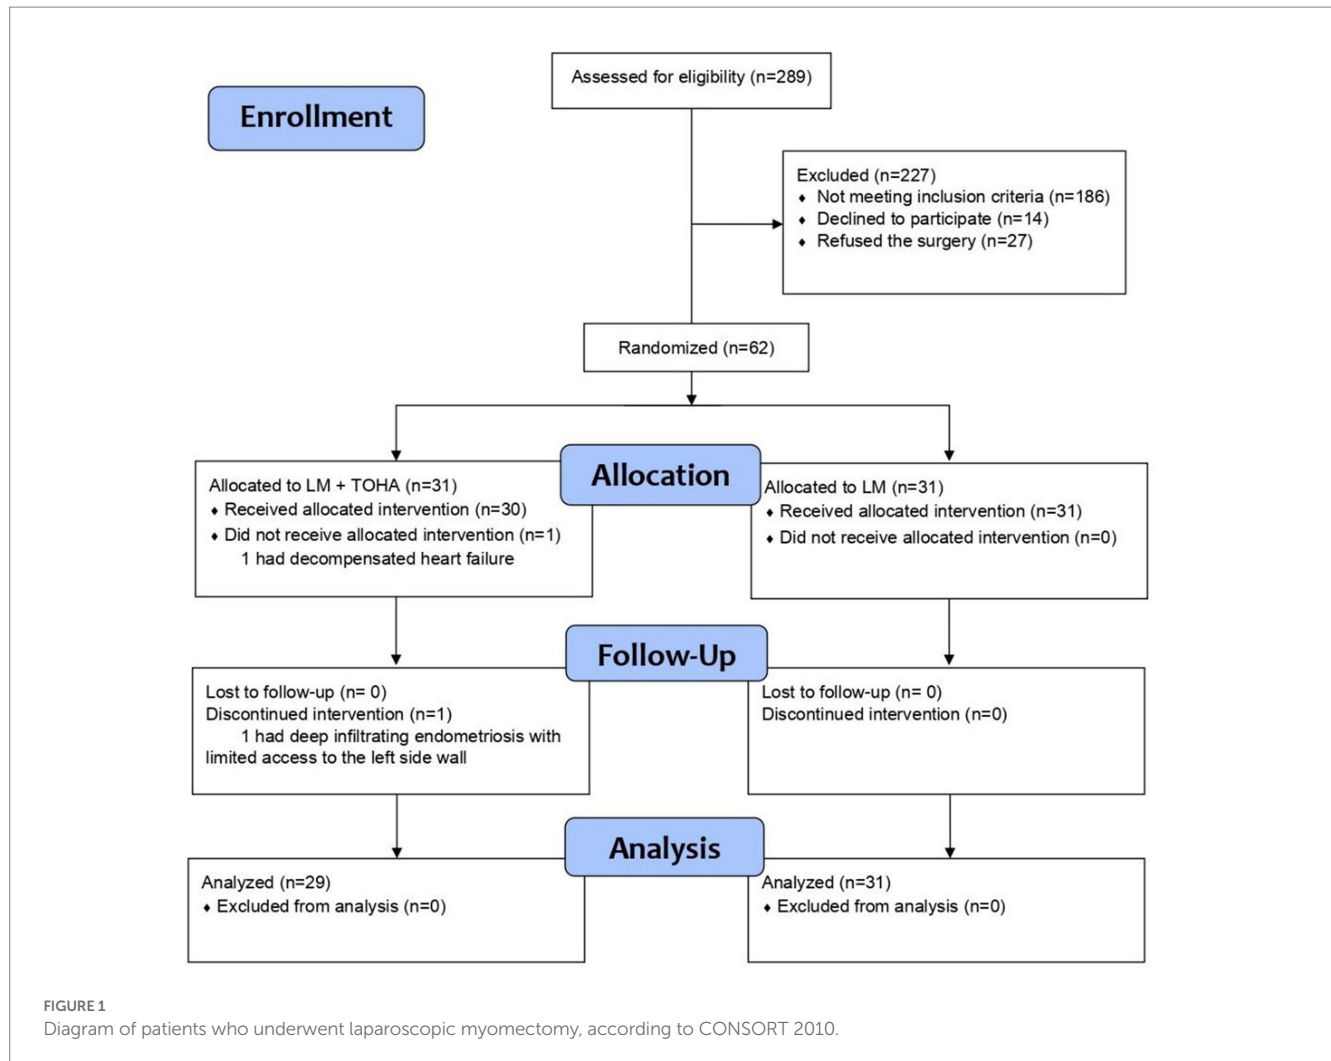 Assessed for eligibility (n=289)
Enrollment
Excluded (n=227)
♦ Not meeting inclusion criteria (n=186)
♦ Declined to participate (n=14)
♦ Refused the surgery (n=27)
Randomized (n=62)
Allocation
Allocated to LM + TOHA (n=31)
♦ Received allocated intervention (n=30)
♦ Did not receive allocated intervention (n=1)
1 had decompensated heart failure
Allocated to LM (n=31)
♦ Received allocated intervention (n=31)
♦ Did not receive allocated intervention (n=0)
Follow-Up
Lost to follow-up (n= 0)
Discontinued intervention (n=1)
1 had deep infiltrating endometriosis with
limited access to the left side wall
Lost to follow-up (n= 0)
Discontinued intervention (n=0)
Analysis
Analyzed (n=29)
♦ Excluded from analysis (n=0)
Analyzed (n=31)
♦ Excluded from analysis (n=0)
FIGURE 1
Diagram of patients who underwent laparoscopic myomectomy, according to CONSORT 2010.